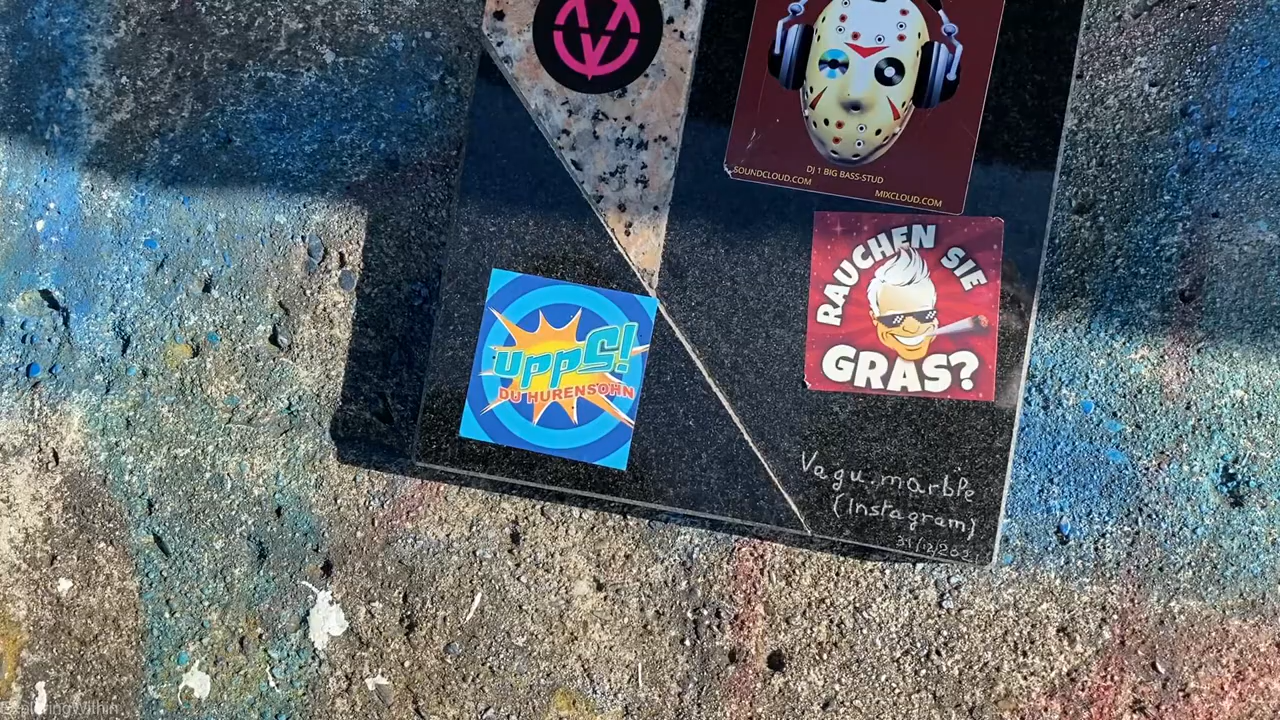 SOUNDCLOUD.COM
DJ 1 BIG BASS-STUD
MIXCLOUD.COM
RAUCHEN SIE
GRAS?
UPPS!
DU HURENSOHN
Vagu.marble
(Instagram)